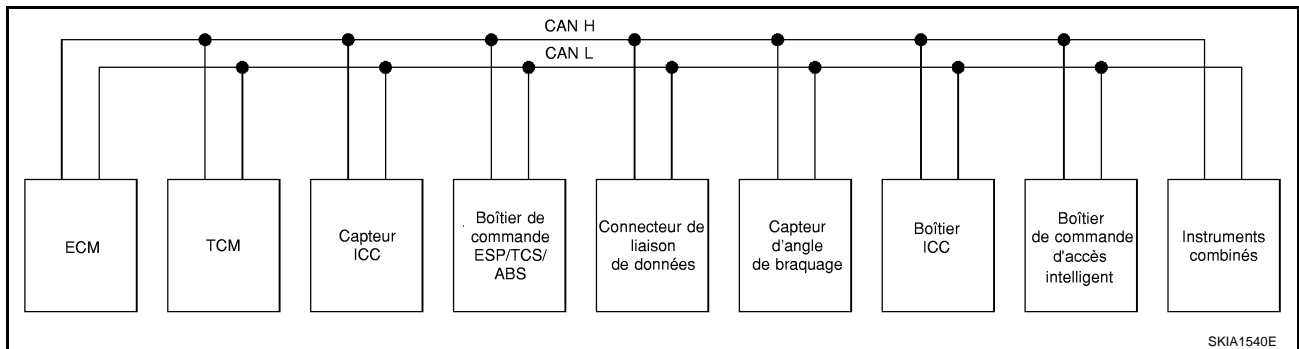 CAN H
CAN L
ECM
TCM
Capteur
ICC
Boîtier de
commande
ESP/TCS/
ABS
Connecteur de
liaison
de données
Capteur
d'angle
de braquage
Boîtier
ICC
Boîtier
de commande
d'accès
intelligent
Instruments
combinés
SKIA1540E